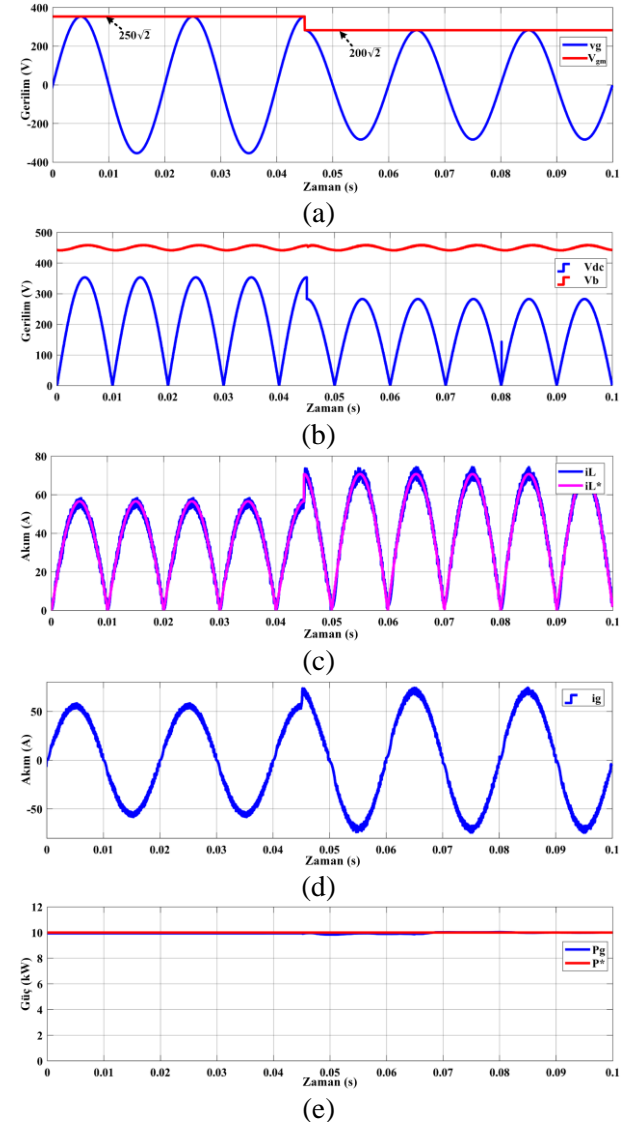 400
200
0
-200
-400
Gerilim (V)
250√2
200√2
vg
Vgm
0 0.01 0.02 0.03 0.04 0.05 0.06 0.07 0.08 0.09 0.1
Zaman (s)
(a)
500
400
300
200
100
0
Gerilim (V)
Vdc
Vb
0 0.01 0.02 0.03 0.04 0.05 0.06 0.07 0.08 0.09 0.1
Zaman (s)
(b)
80
60
40
20
0
Akım (A)
iL
iL*
0 0.01 0.02 0.03 0.04 0.05 0.06 0.07 0.08 0.09 0.1
Zaman (s)
(c)
50
0
-50
Akım (A)
ig
0 0.01 0.02 0.03 0.04 0.05 0.06 0.07 0.08 0.09 0.1
Zaman (s)
(d)
12
10
8
6
4
2
0
Güç (kW)
Pg
P*
0 0.01 0.02 0.03 0.04 0.05 0.06 0.07 0.08 0.09 0.1
Zaman (s)
(e)